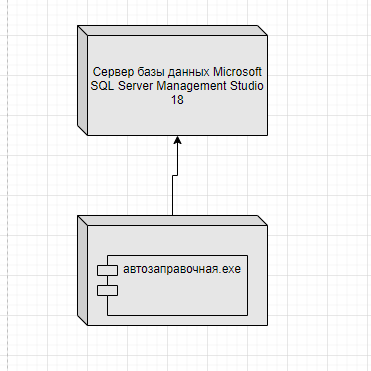 Сервер базы данных Microsoft
SQL Server Management Studio
18
автозаправочная.exe